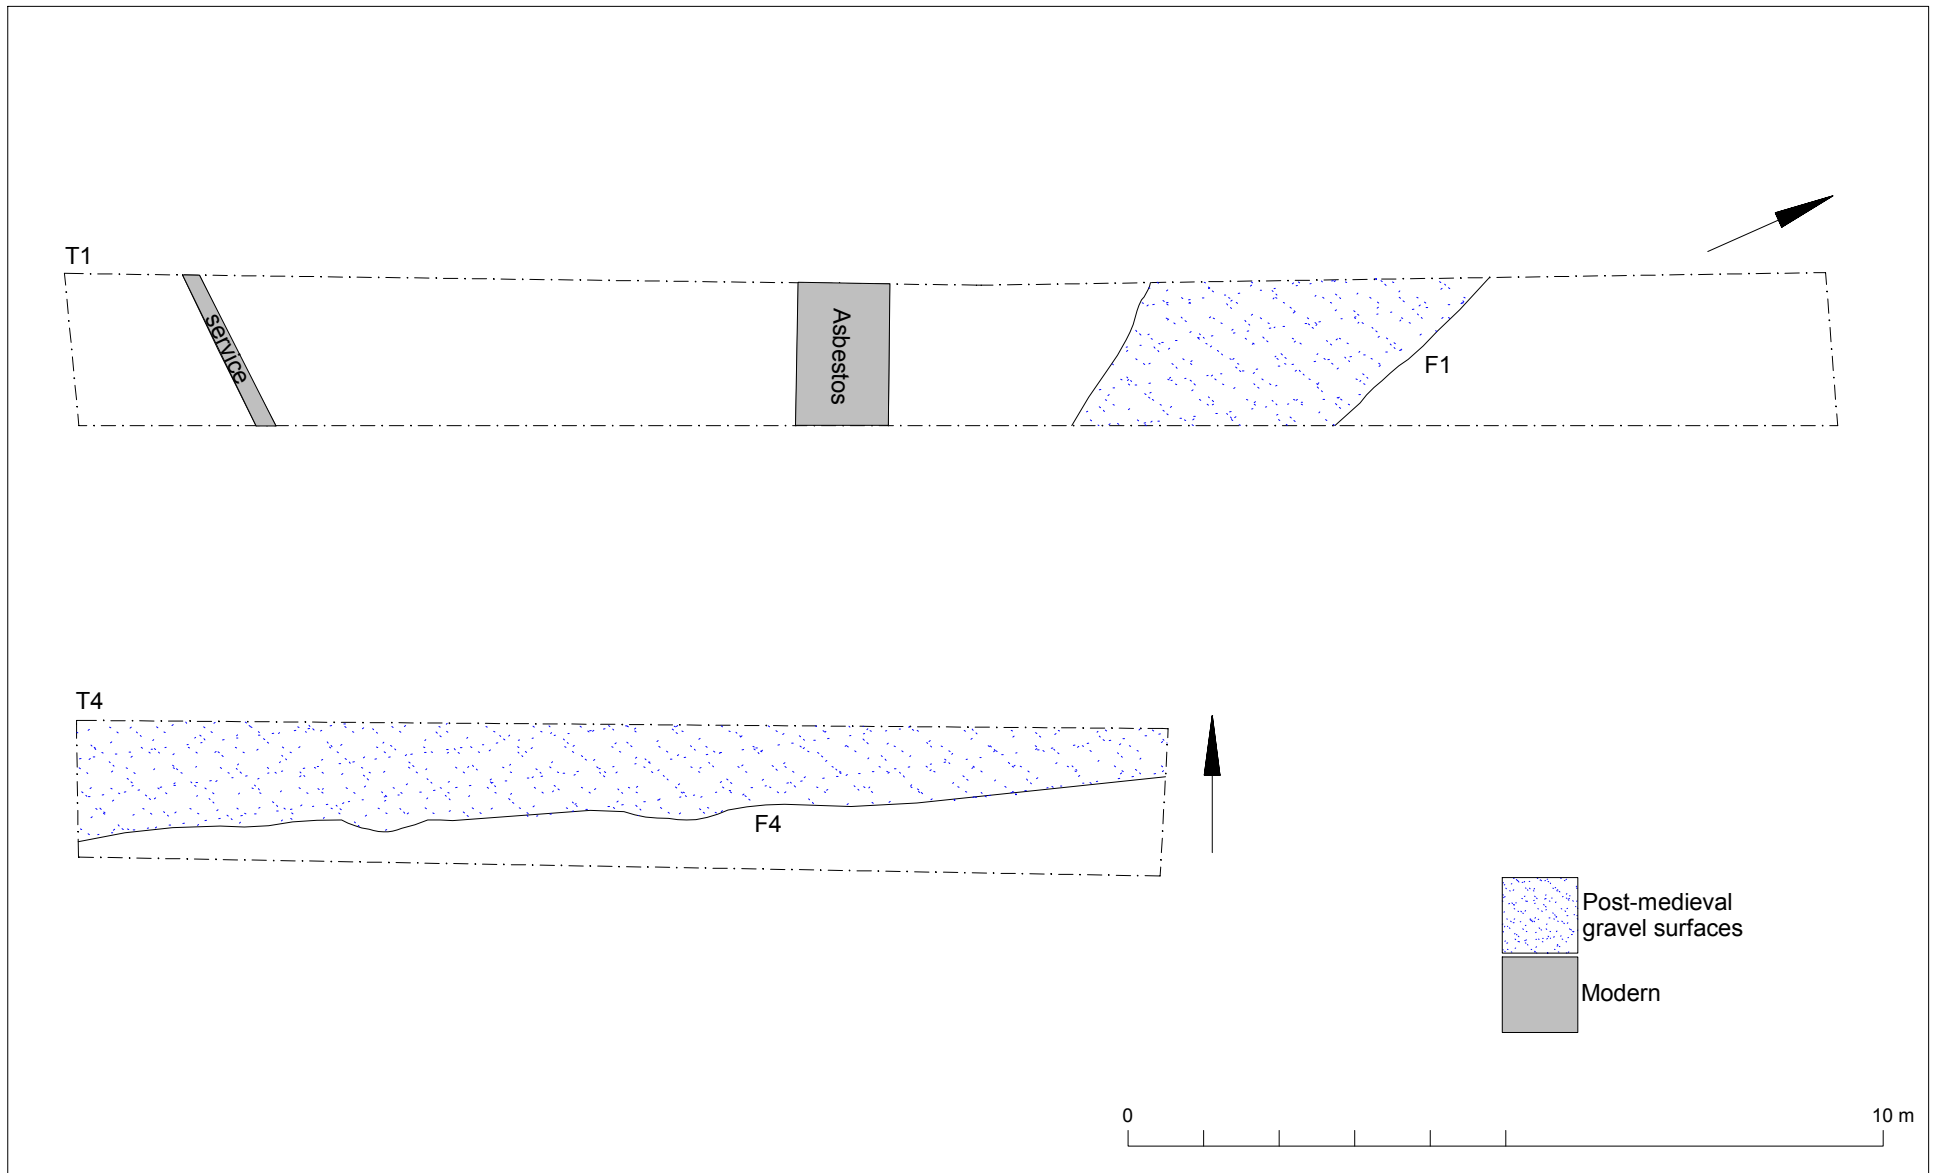 T1
service
Asbestos
F1
T4
F4
Post-medieval
gravel surfaces
Modern
0
10 m